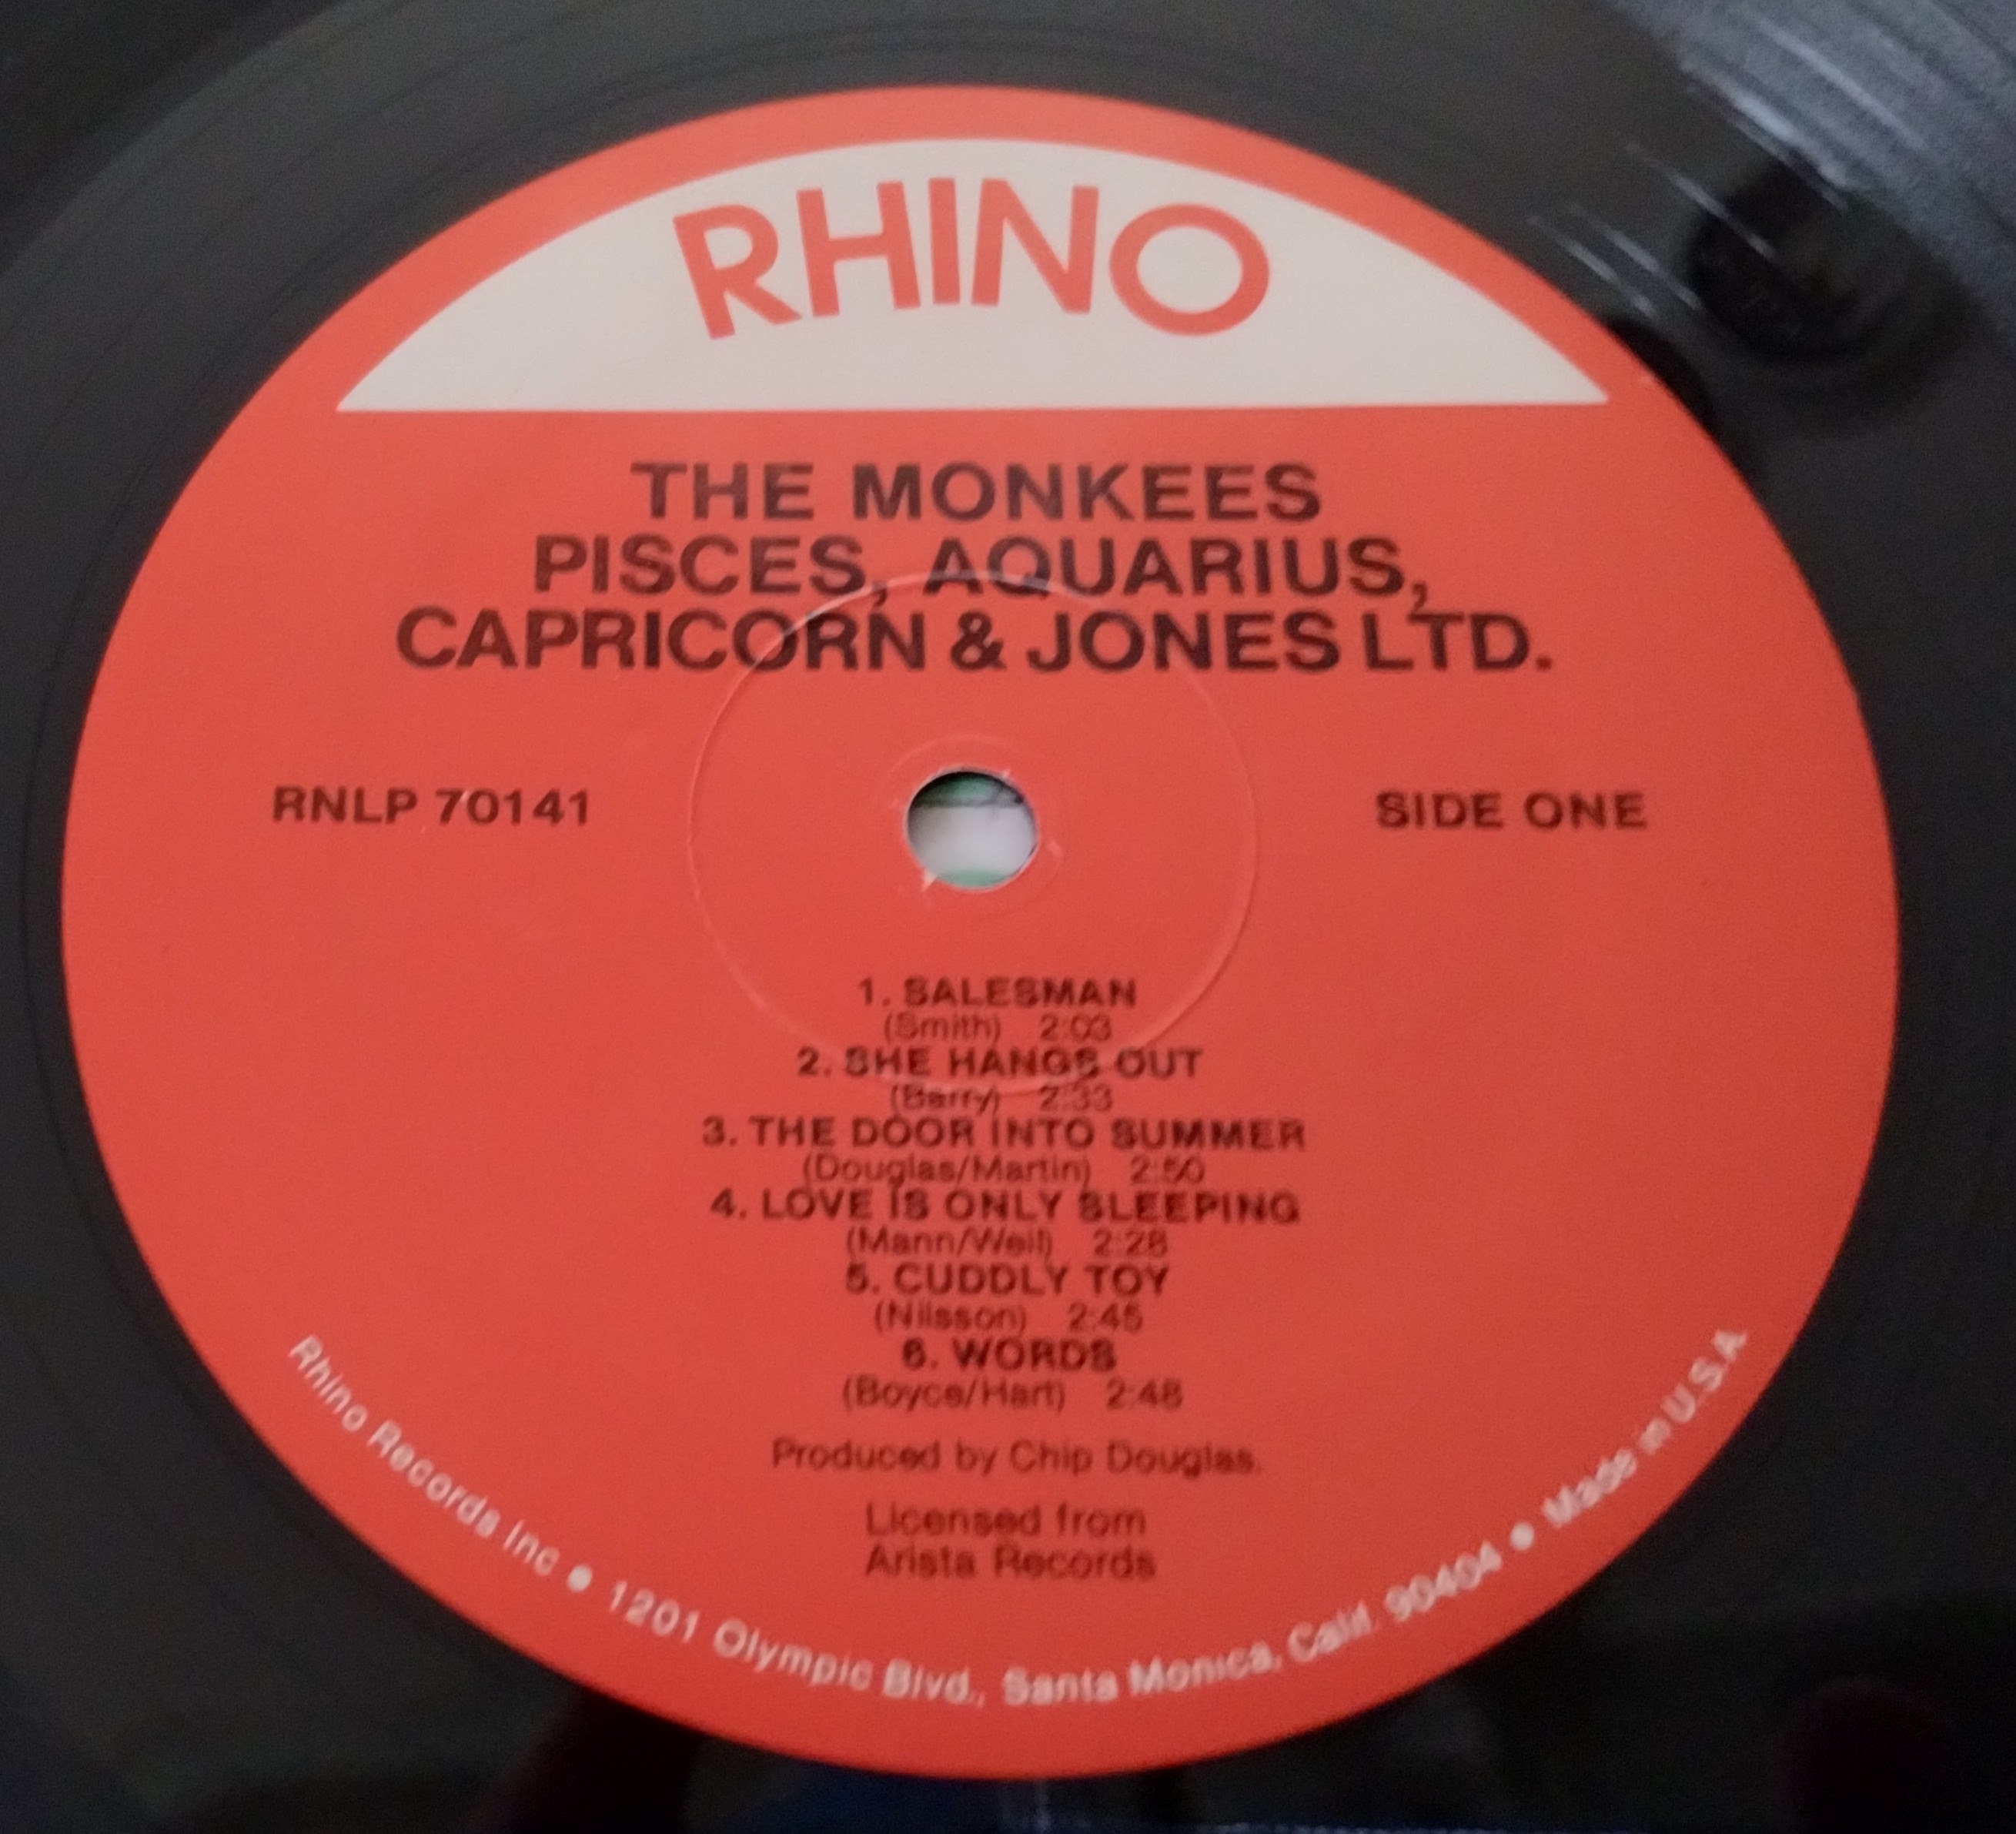 RHINO
THE MONKEES
PISCES, AQUARIUS,
CAPRICORN & JONES LTD.
RNLP 70141
SIDE ONE
1. SALESMAN
(Smith) 2:03
2. SHE HANGS OUT
(Barry) 2:33
3. THE DOOR INTO SUMMER
(Douglas/Martin) 2:50
4. LOVE IS ONLY SLEEPING
(Mann/Weil) 2:28
5. CUDDLY TOY
(Nilsson) 2:45
6. WORDS
(Boyce/Hart) 2:48
Produced by Chip Douglas.
Licensed from
Arista Records
Rhino Records Inc ● 1201 Olympic Blvd., Santa Monica, Calif. 90404 ● Made in U.S.A.